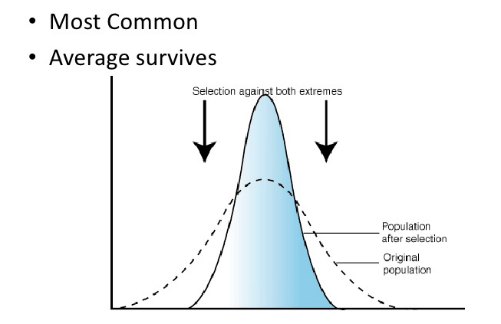 • Most Common
• Average survives
Selection against both extremes
Population
after selection
Original
population